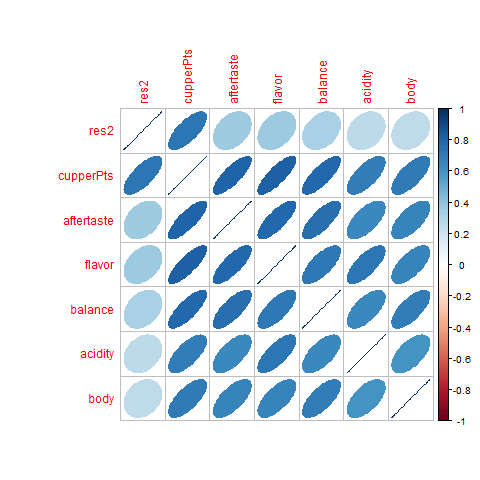 res2
cupperPts
aftertaste
flavor
balance
acidity
body
res2
cupperPts
aftertaste
flavor
balance
acidity
body
1
0.8
0.6
0.4
0.2
0
-0.2
-0.4
-0.6
-0.8
-1